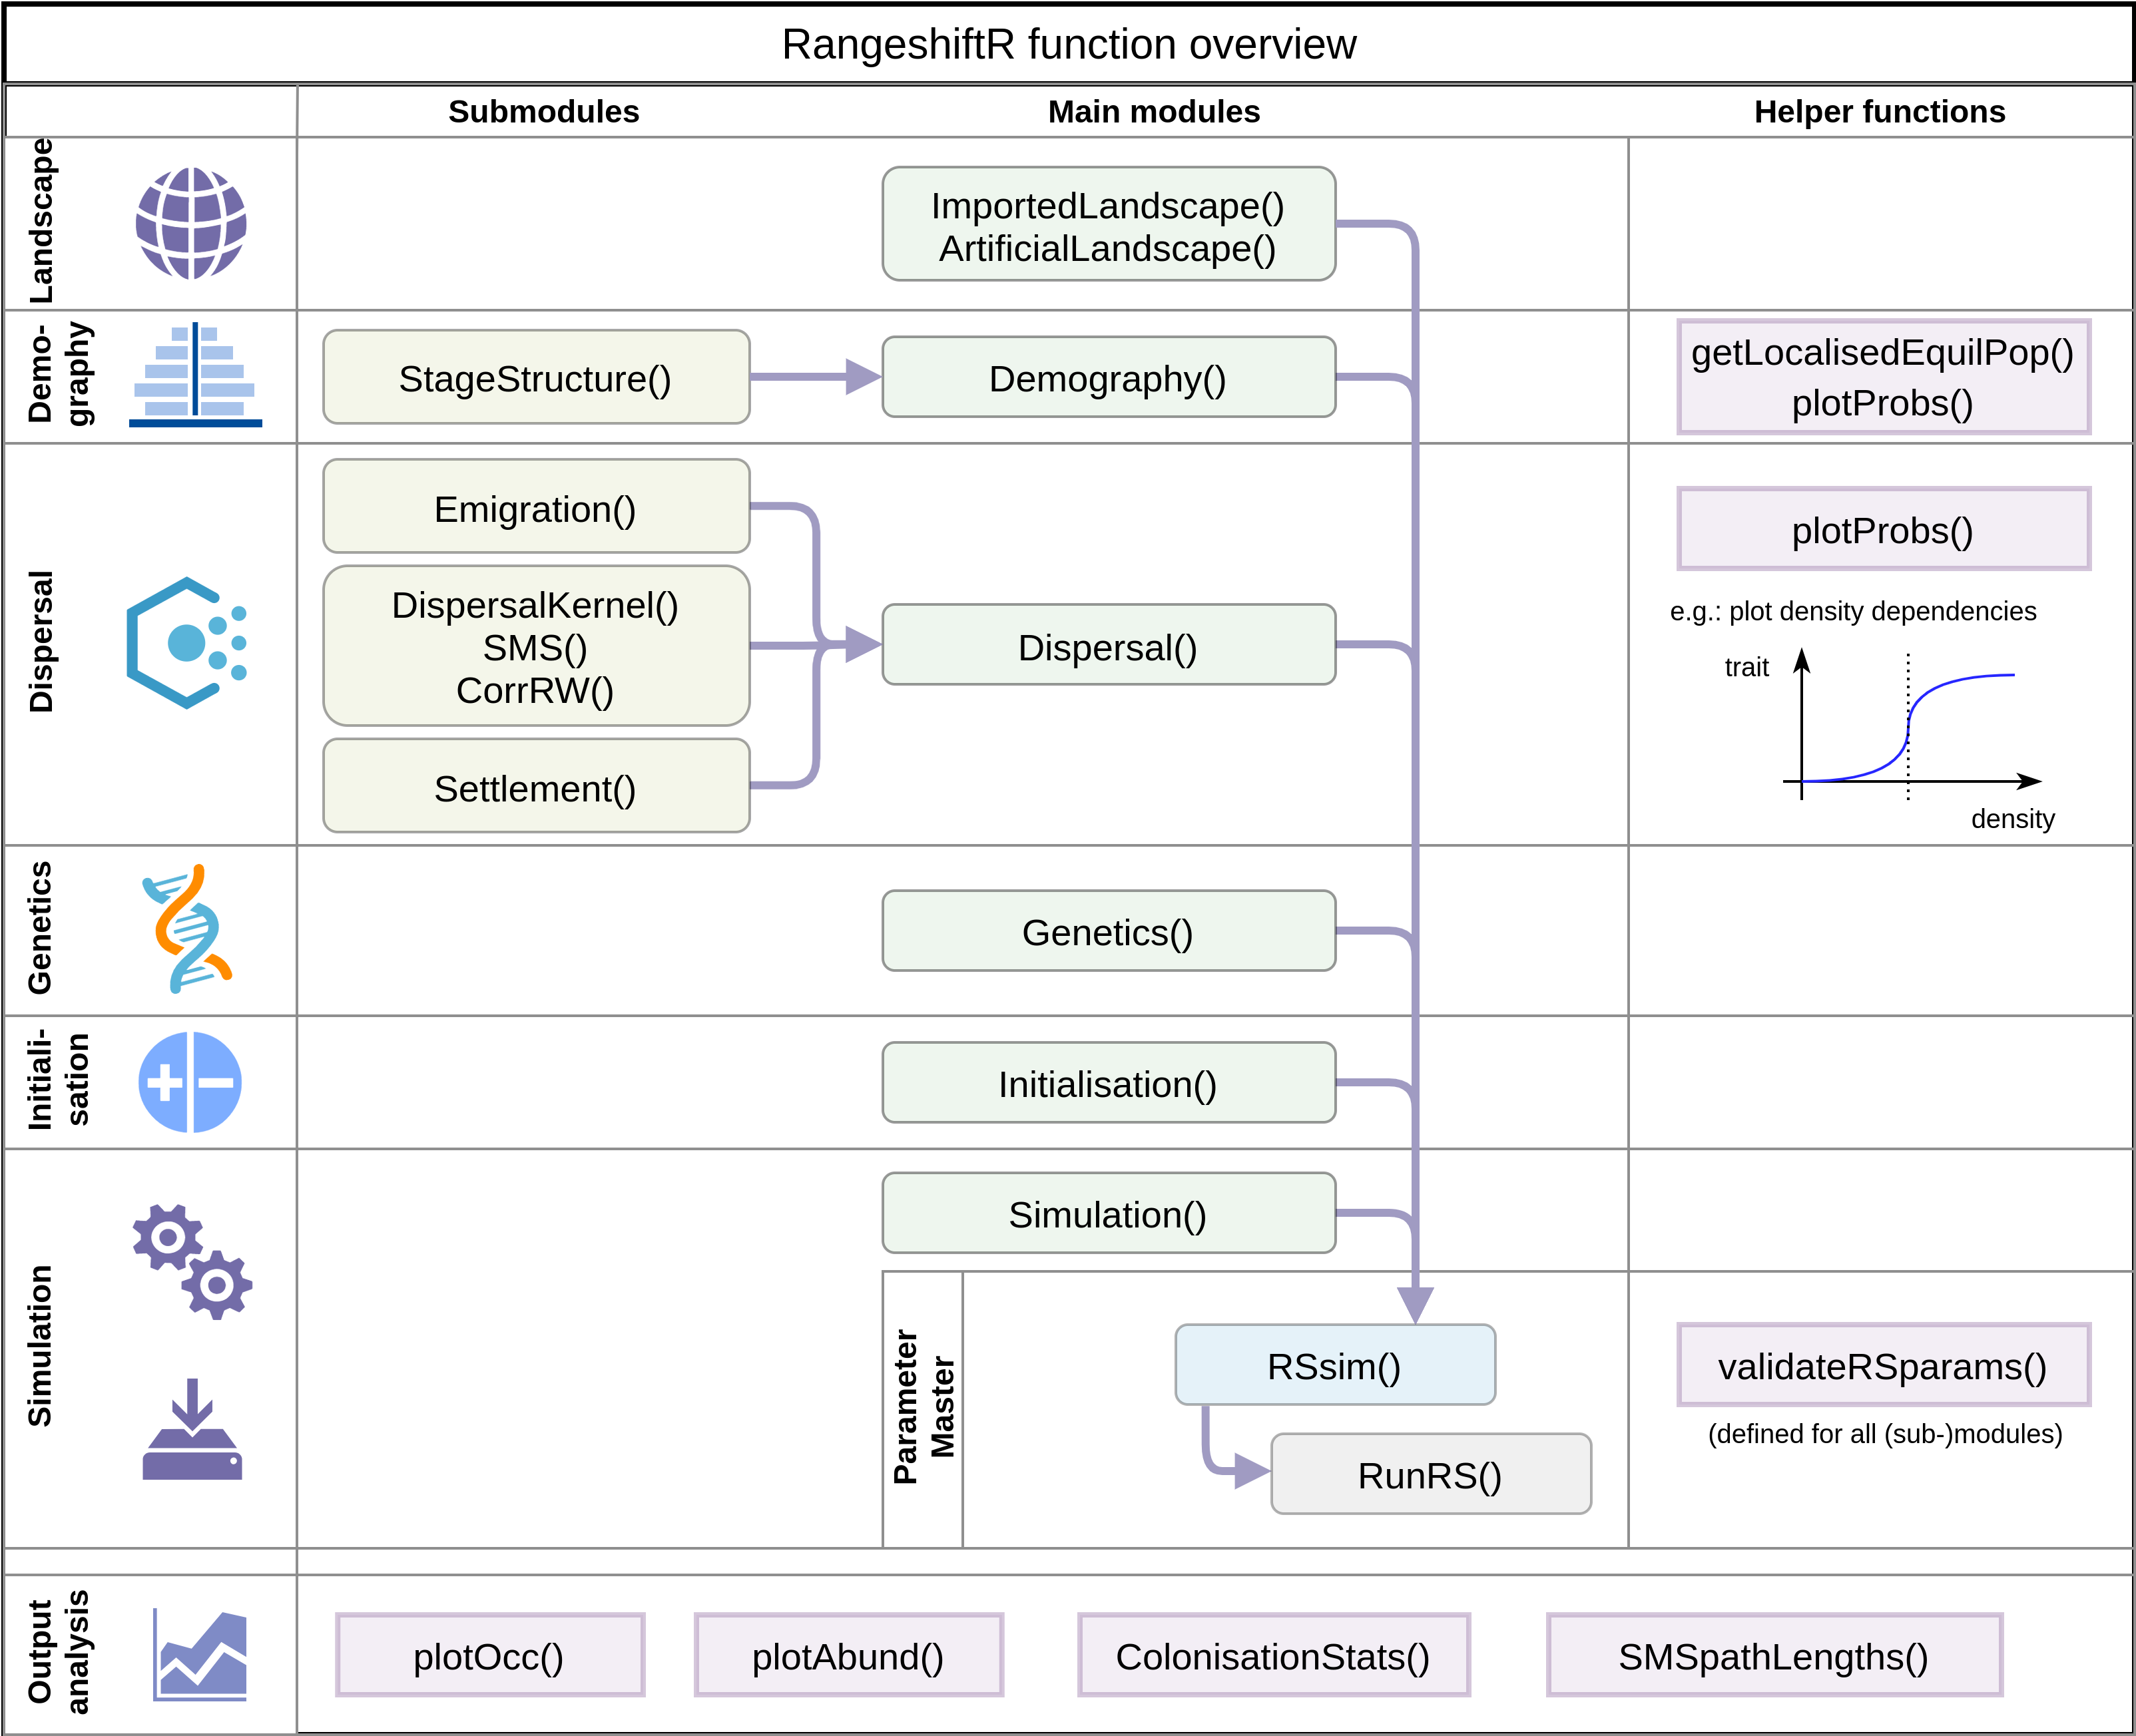 RangeshiftR function overview
Submodules
Main modules
Helper functions
Landscape
ImportedLandscape()
ArtificialLandscape()
Demo-
graphy
StageStructure()
Demography()
getLocalisedEquilPop()
plotProbs()
Dispersal
Emigration()
DispersalKernel()
SMS()
CorrRW()
Settlement()
Dispersal()
plotProbs()
e.g.: plot density dependencies
trait
density
Genetics
Genetics()
Initiali-
sation
Initialisation()
Simulation
Simulation()
Parameter
Master
RSsim()
RunRS()
validateRSparams()
(defined for all (sub-)modules)
Output
analysis
plotOcc()
plotAbund()
ColonisationStats()
SMSpathLengths()